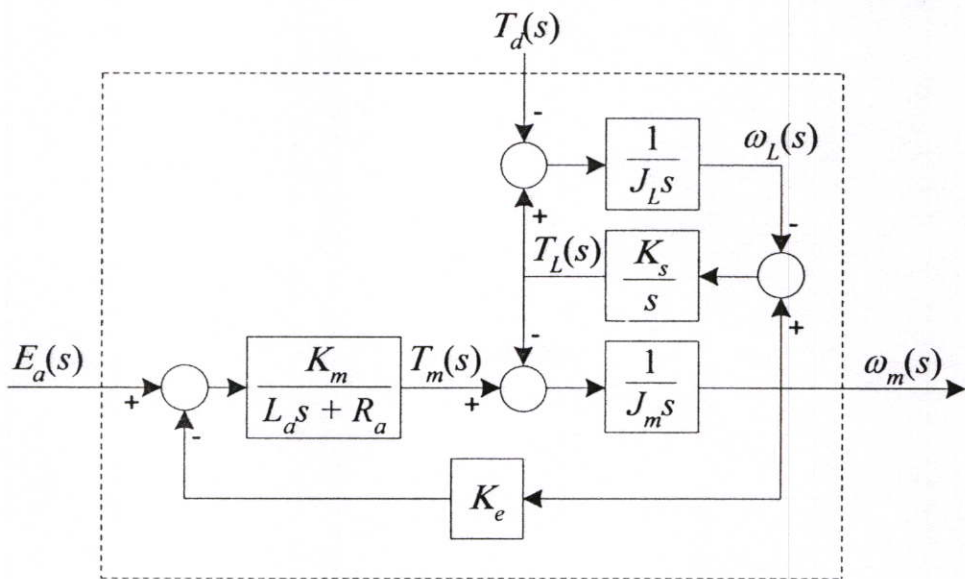 T_d(s)
-
1
J_L s
ω_L(s)
+
-
T_L(s)
K_s
s
+
-
E_a(s)
+
K_m
L_a s + R_a
T_m(s)
+
1
J_m s
ω_m(s)
-
K_e